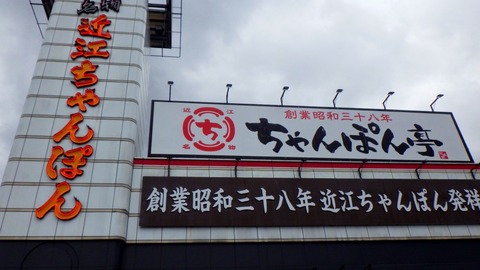 名物
近江ちゃんぽん
創業昭和三十八年
近江
ち
名物
ちゃんぽん亭
創業昭和三十八年 近江ちゃんぽん発祥